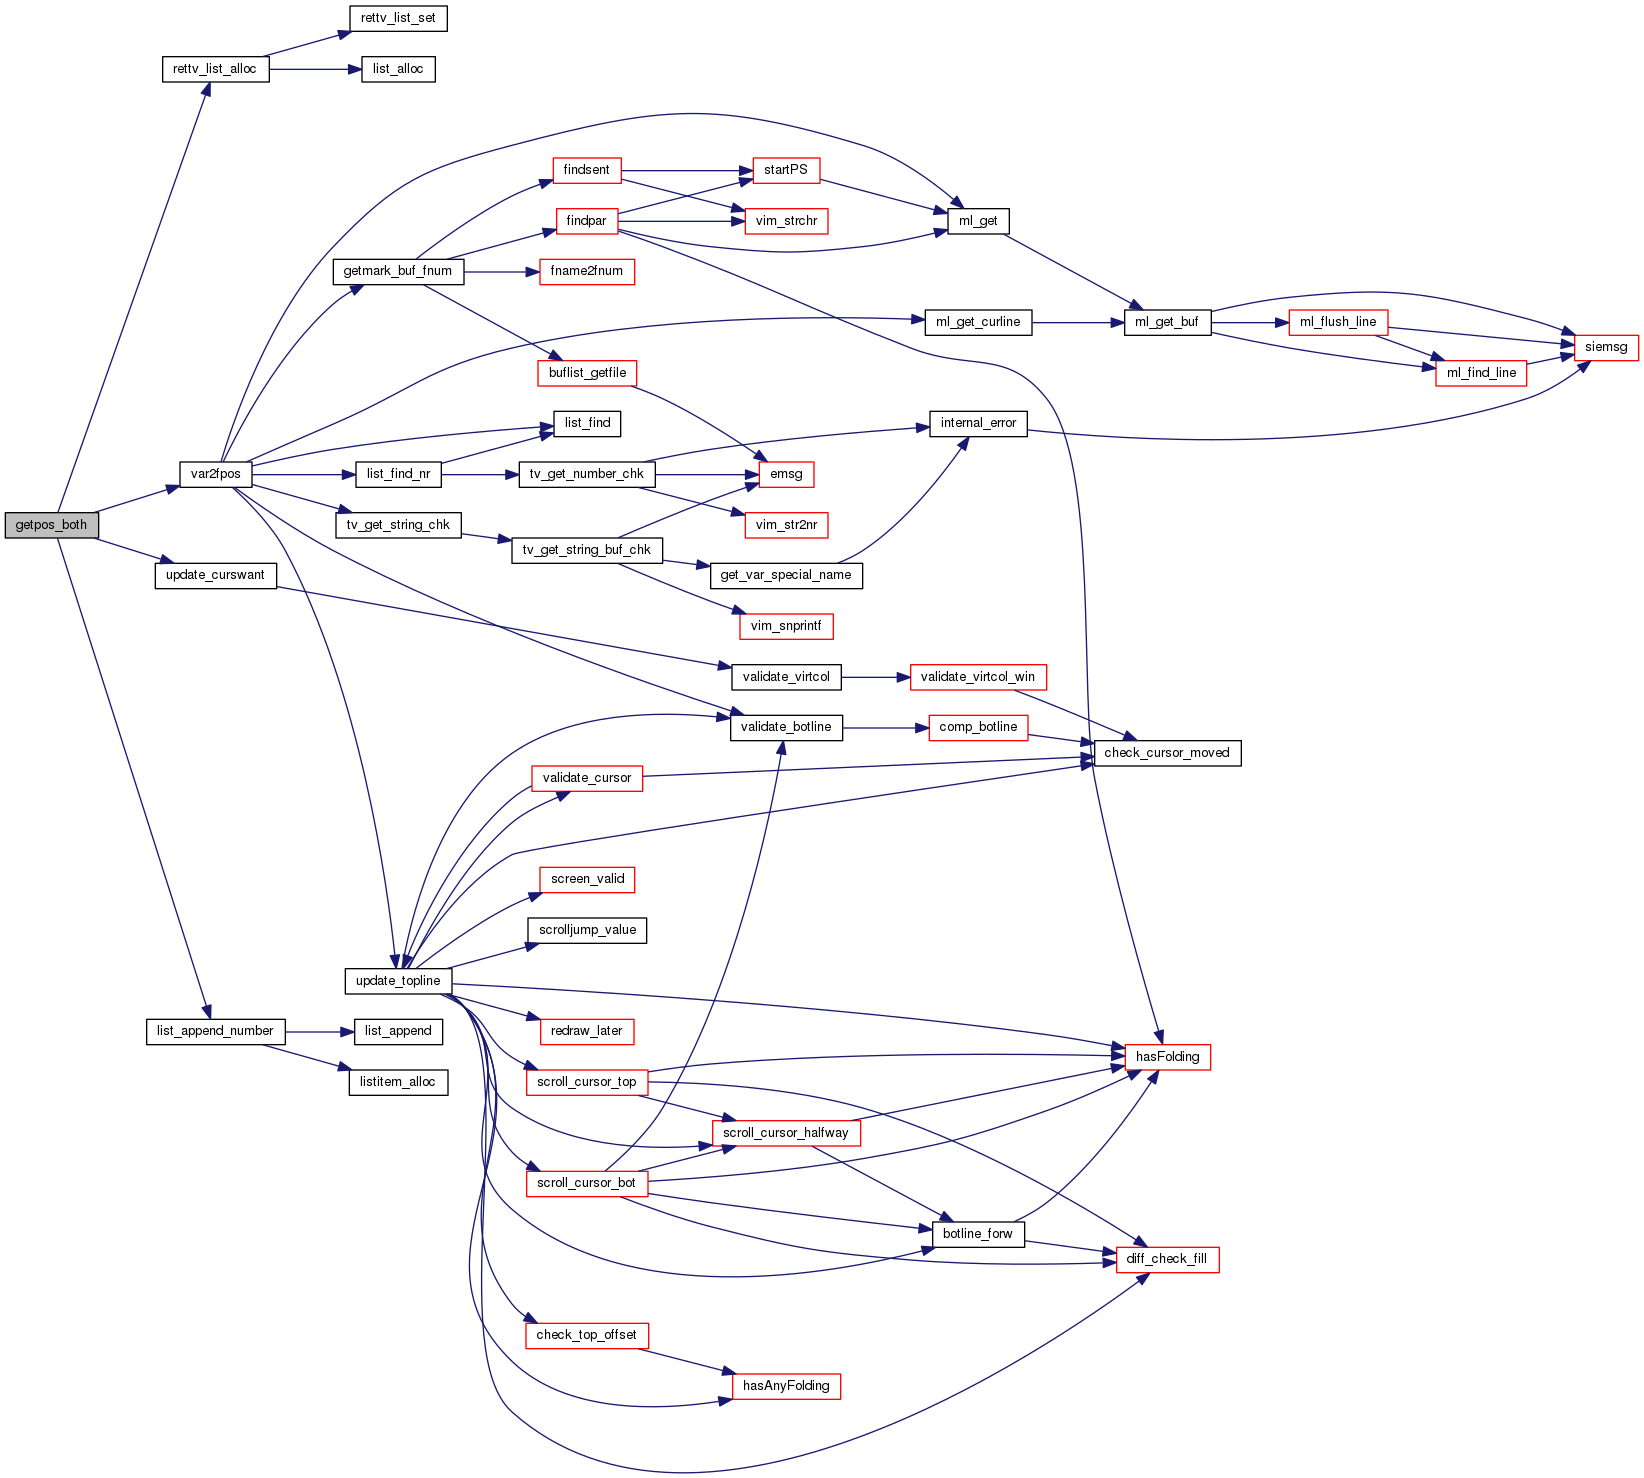 rettv_list_set
rettv_list_alloc
list_alloc
findsent
startPS
findpar
vim_strchr
ml_get
getmark_buf_fnum
fname2fnum
ml_get_curline
ml_get_buf
ml_flush_line
siemsg
buflist_getfile
ml_find_line
list_find
internal_error
var2fpos
list_find_nr
tv_get_number_chk
emsg
getpos_both
tv_get_string_chk
vim_str2nr
tv_get_string_buf_chk
update_curswant
get_var_special_name
vim_snprintf
validate_virtcol
validate_virtcol_win
validate_botline
comp_botline
check_cursor_moved
validate_cursor
screen_valid
scrolljump_value
update_topline
list_append_number
list_append
redraw_later
hasFolding
listitem_alloc
scroll_cursor_top
scroll_cursor_halfway
scroll_cursor_bot
botline_forw
diff_check_fill
check_top_offset
hasAnyFolding